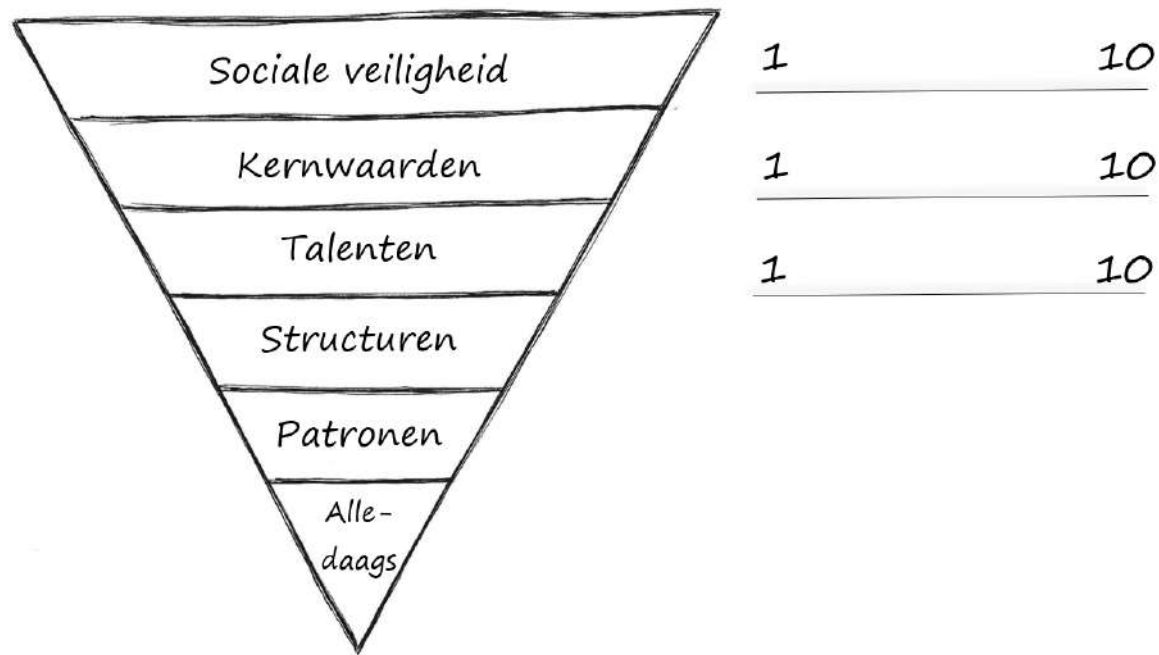 Sociale veiligheid
1 10
Kernwaarden
1 10
Talenten
1 10
Structuren
Patronen
Alle-
daags